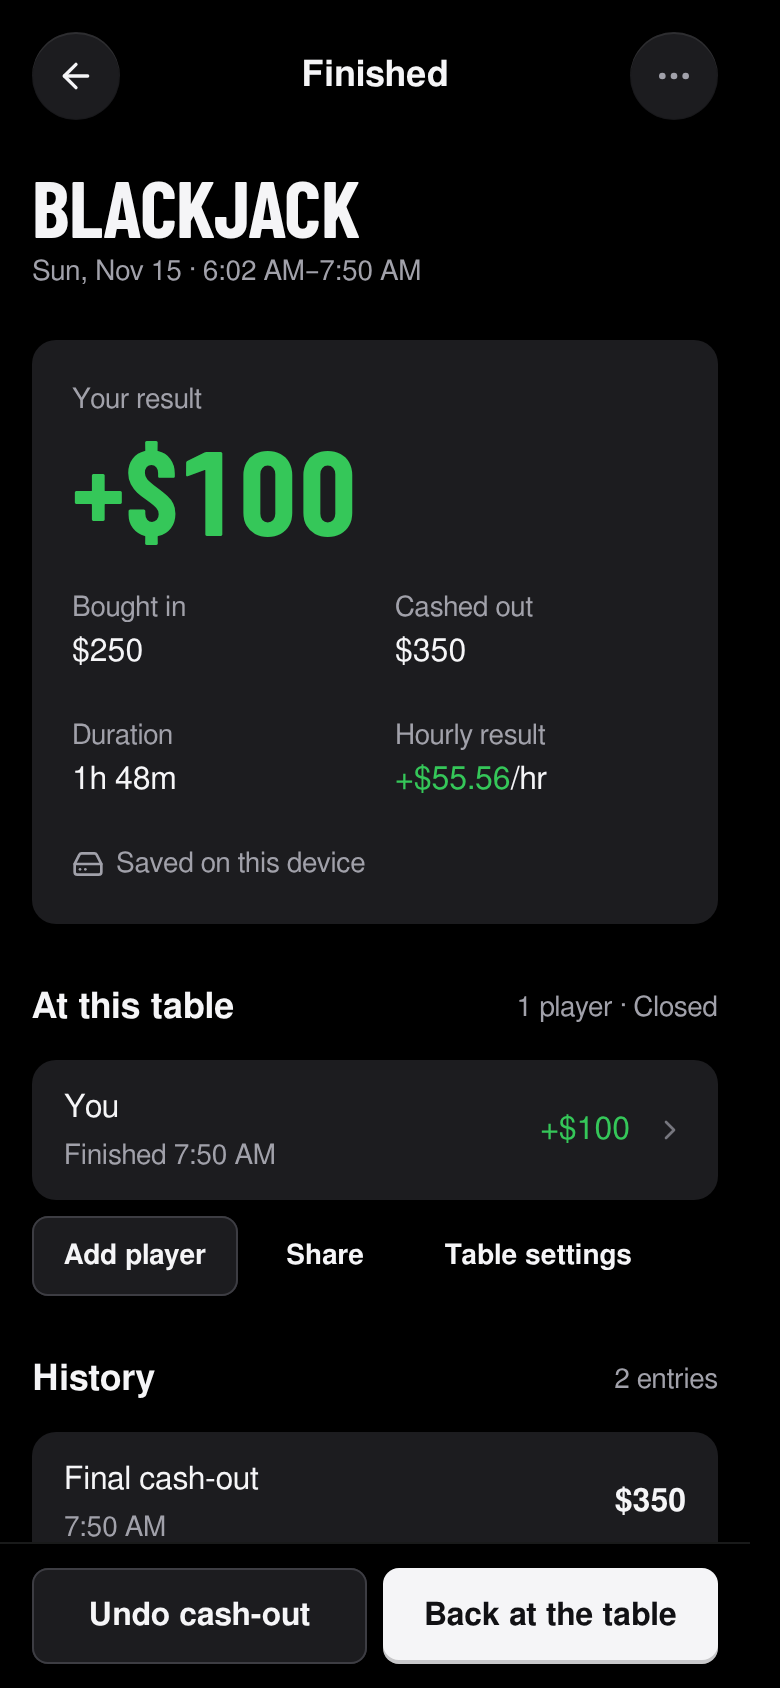 Finished
BLACKJACK
Sun, Nov 15 · 6:02 AM–7:50 AM
Your result
+$100
Bought in
$250
Cashed out
$350
Duration
1h 48m
Hourly result
+$55.56/hr
Saved on this device
At this table
1 player · Closed
You
Finished 7:50 AM
+$100
Add player
Share
Table settings
History
2 entries
Final cash-out
7:50 AM
$350
Undo cash-out
Back at the table